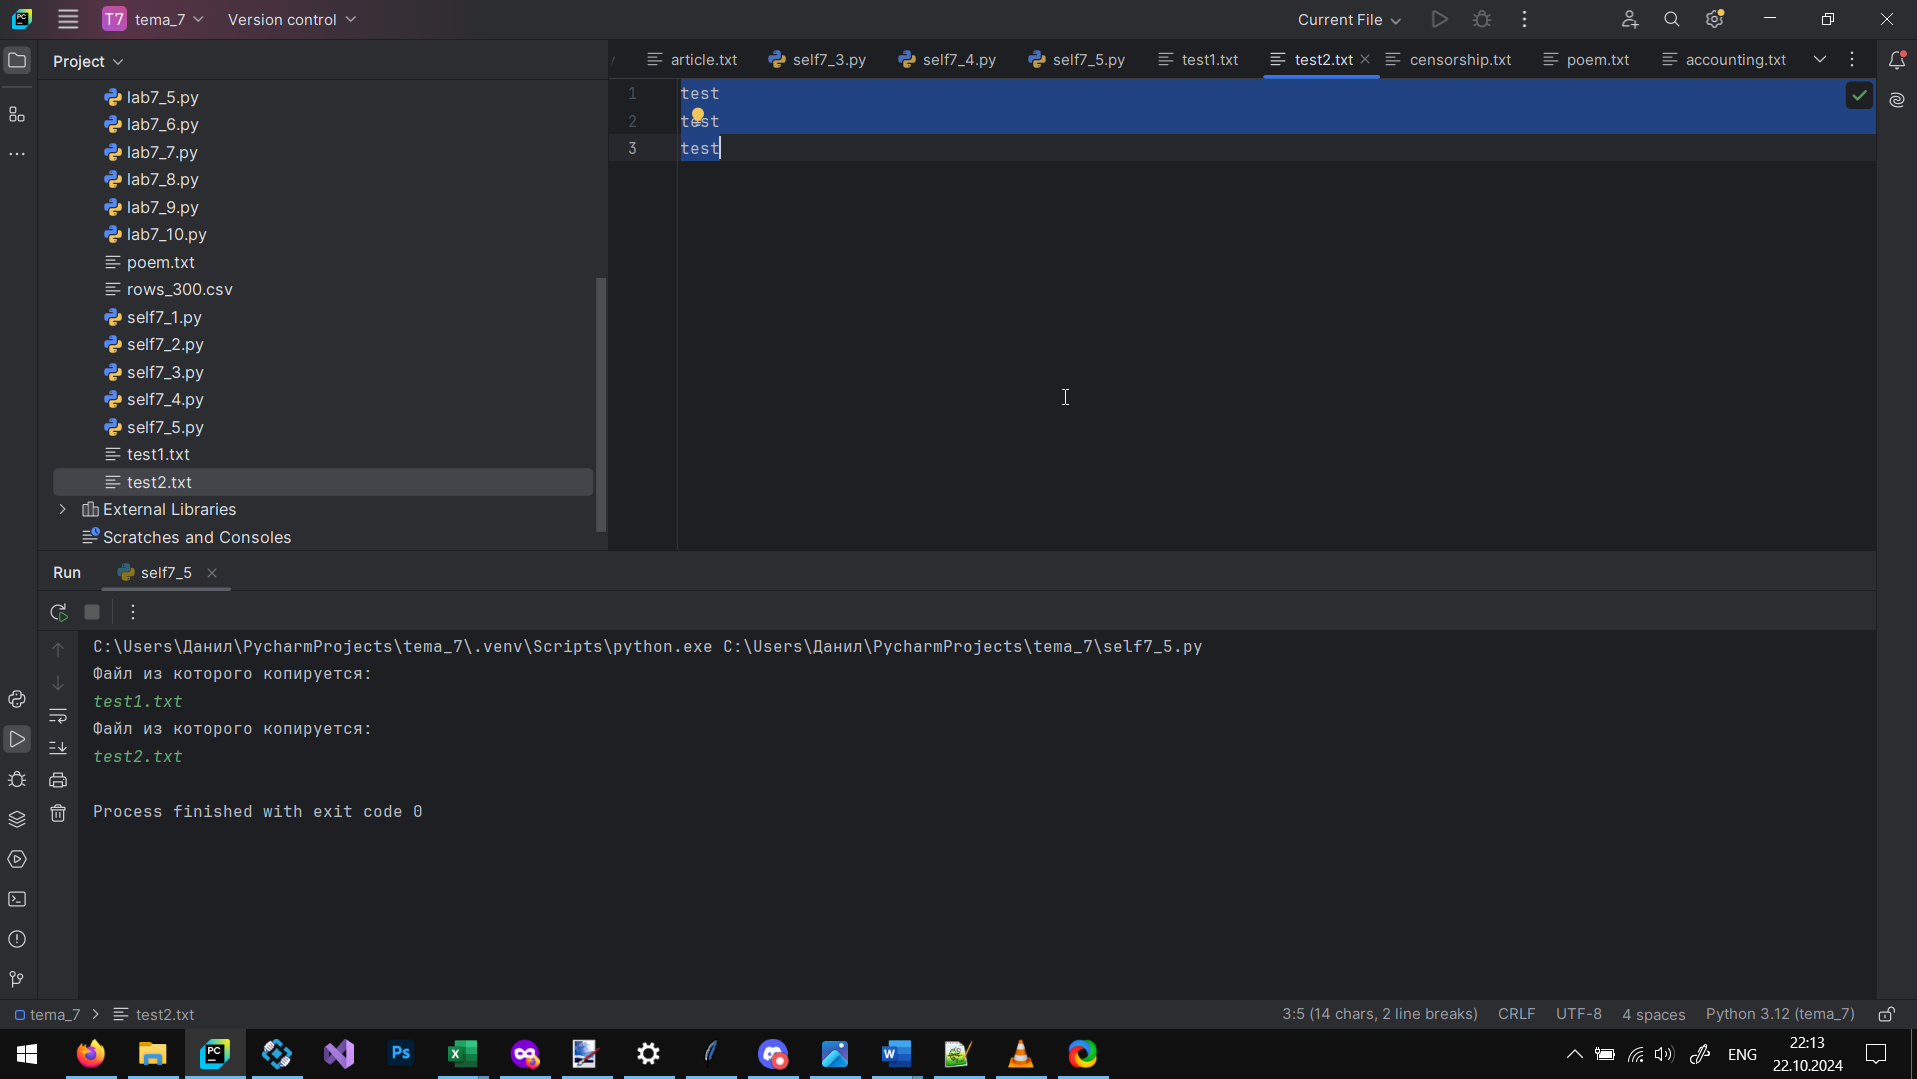 PC T7 tema_7 Version control Current File
Project
article.txt self7_3.py self7_4.py self7_5.py test1.txt test2.txt censorship.txt poem.txt accounting.txt
lab7_5.py
lab7_6.py
lab7_7.py
lab7_8.py
lab7_9.py
lab7_10.py
poem.txt
rows_300.csv
self7_1.py
self7_2.py
self7_3.py
self7_4.py
self7_5.py
test1.txt
test2.txt
External Libraries
Scratches and Consoles
1 test
2 test
3 test
Run self7_5
C:\Users\Данил\PycharmProjects\tema_7\.venv\Scripts\python.exe C:\Users\Данил\PycharmProjects\tema_7\self7_5.py
Файл из которого копируется:
test1.txt
Файл из которого копируется:
test2.txt
Process finished with exit code 0
tema_7 test2.txt 3:5 (14 chars, 2 line breaks) CRLF UTF-8 4 spaces Python 3.12 (tema_7)
PC Ps X W ENG 22:13
22.10.2024